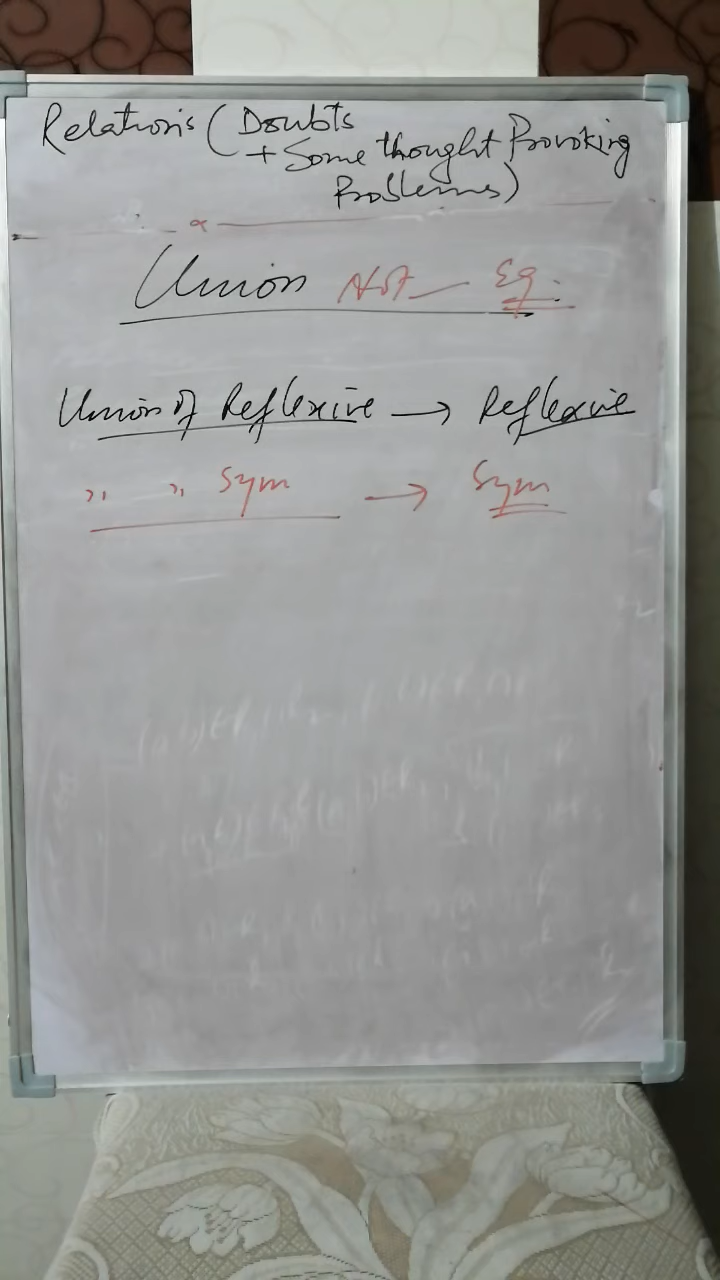 Relations (Doubts
+ Some thought Provoking
Problems)
Union Not Eq.
Union of Reflexive → Reflexive
" " Sym → Sym